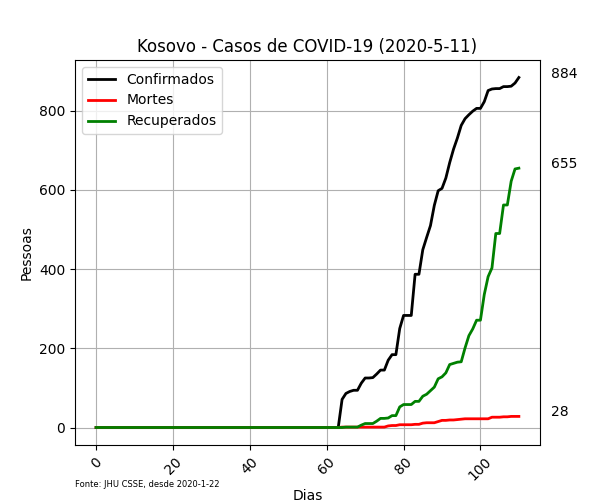 Kosovo - Casos de COVID-19 (2020-5-11)
Confirmados
Mortes
Recuperados
884
655
28
800
600
400
200
0
Pessoas
0 20 40 60 80 100
Fonte: JHU CSSE, desde 2020-1-22
Dias